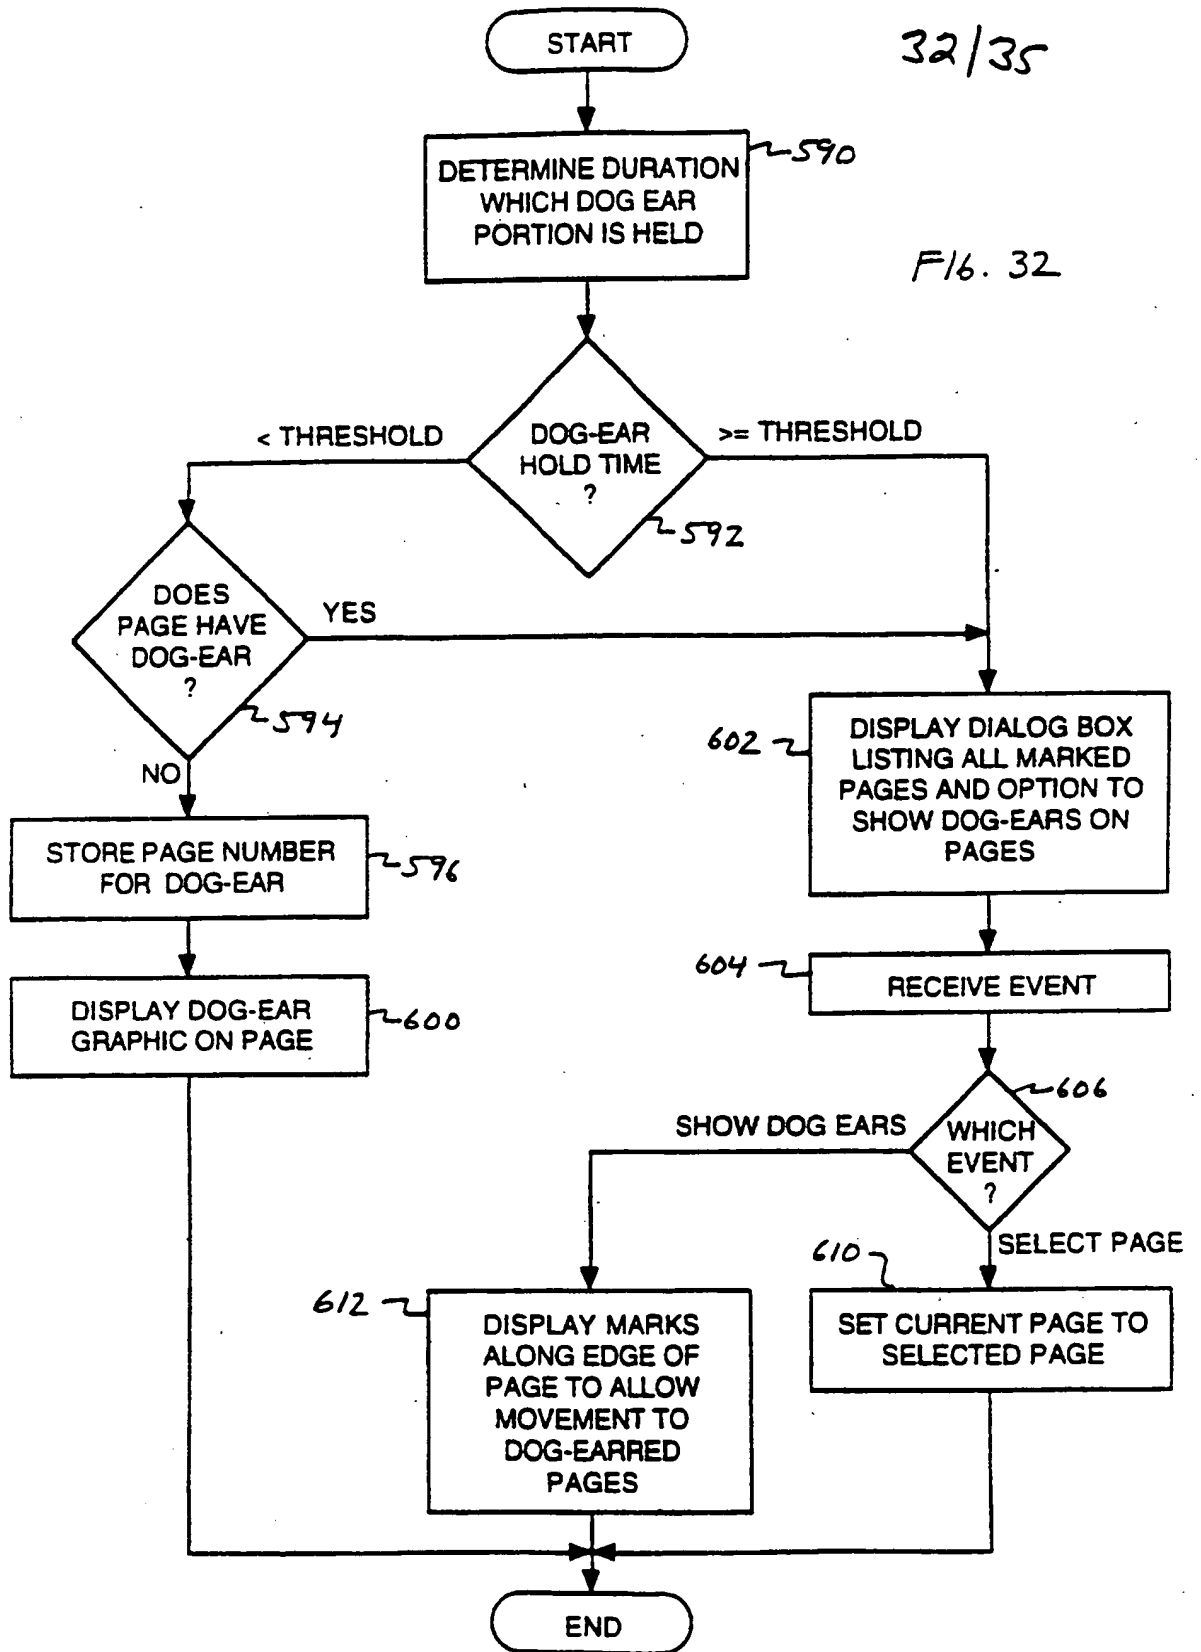 START
32/35
DETERMINE DURATION
WHICH DOG EAR
PORTION IS HELD
590
FIG. 32
< THRESHOLD
DOG-EAR
HOLD TIME
?
>= THRESHOLD
592
DOES
PAGE HAVE
DOG-EAR
?
YES
594
NO
602
DISPLAY DIALOG BOX
LISTING ALL MARKED
PAGES AND OPTION TO
SHOW DOG-EARS ON
PAGES
STORE PAGE NUMBER
FOR DOG-EAR
596
604
RECEIVE EVENT
DISPLAY DOG-EAR
GRAPHIC ON PAGE
600
606
SHOW DOG EARS
WHICH
EVENT
?
SELECT PAGE
610
612
DISPLAY MARKS
ALONG EDGE OF
PAGE TO ALLOW
MOVEMENT TO
DOG-EARRED
PAGES
SET CURRENT PAGE TO
SELECTED PAGE
END